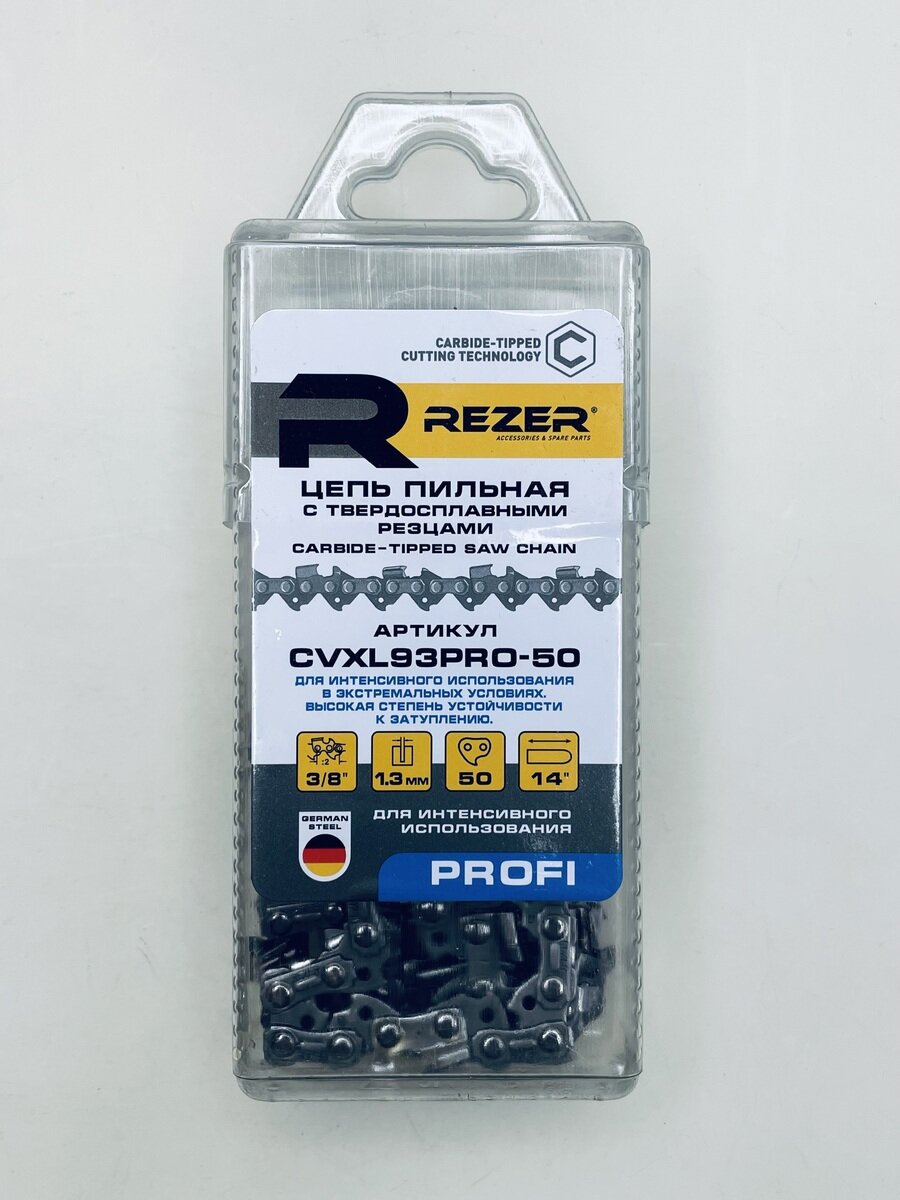 CARBIDE-TIPPED
CUTTING TECHNOLOGY
C
R
REZER®
ACCESSORIES & SPARE PARTS
ЦЕПЬ ПИЛЬНАЯ
С ТВЕРДОСПЛАВНЫМИ
РЕЗЦАМИ
CARBIDE-TIPPED SAW CHAIN
АРТИКУЛ
CVXL93PRO-50
ДЛЯ ИНТЕНСИВНОГО ИСПОЛЬЗОВАНИЯ
В ЭКСТРЕМАЛЬНЫХ УСЛОВИЯХ.
ВЫСОКАЯ СТЕПЕНЬ УСТОЙЧИВОСТИ
К ЗАТУПЛЕНИЮ.
:2
3/8" 1.3 ММ 50 14"
GERMAN
STEEL
ДЛЯ ИНТЕНСИВНОГО
ИСПОЛЬЗОВАНИЯ
PROFI